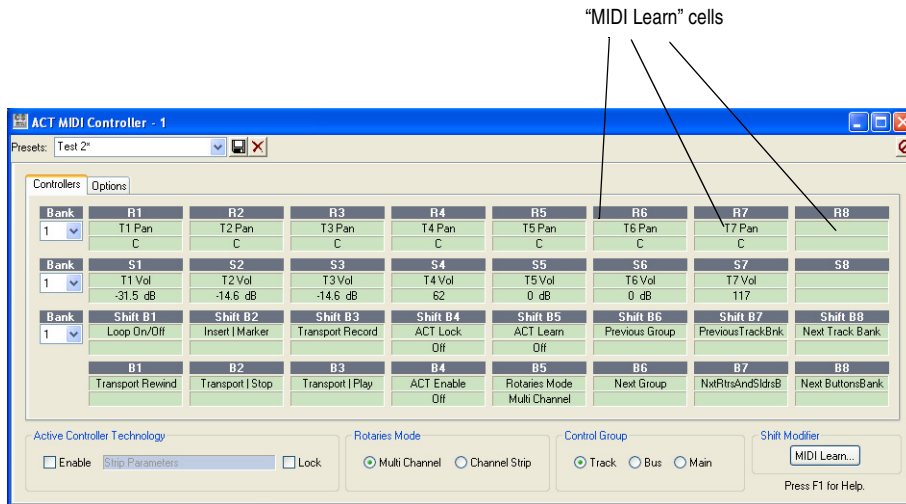 “MIDI Learn” cells
ACT MIDI Controller - 1
Presets: Test 2*
Controllers Options
Bank R1 R2 R3 R4 R5 R6 R7 R8
1 T1 Pan T2 Pan T3 Pan T4 Pan T5 Pan T6 Pan T7 Pan
C C C C C C C
Bank S1 S2 S3 S4 S5 S6 S7 S8
1 T1 Vol T2 Vol T3 Vol T4 Vol T5 Vol T6 Vol T7 Vol
-31.5 dB -14.6 dB -14.6 dB 62 0 dB 0 dB 117
Bank Shift B1 Shift B2 Shift B3 Shift B4 Shift B5 Shift B6 Shift B7 Shift B8
1 Loop On/Off Insert | Marker Transport Record ACT Lock ACT Learn Previous Group PreviousTrackBnk Next Track Bank
Off Off
B1 B2 B3 B4 B5 B6 B7 B8
Transport Rewind Transport | Stop Transport | Play ACT Enable Rotaries Mode Next Group NxtRtrsAndSldrsB Next ButtonsBank
Off Multi Channel
Active Controller Technology Rotaries Mode Control Group Shift Modifier
Enable Strip Parameters Lock Multi Channel Channel Strip Track Bus Main MIDI Learn...
Press F1 for Help.